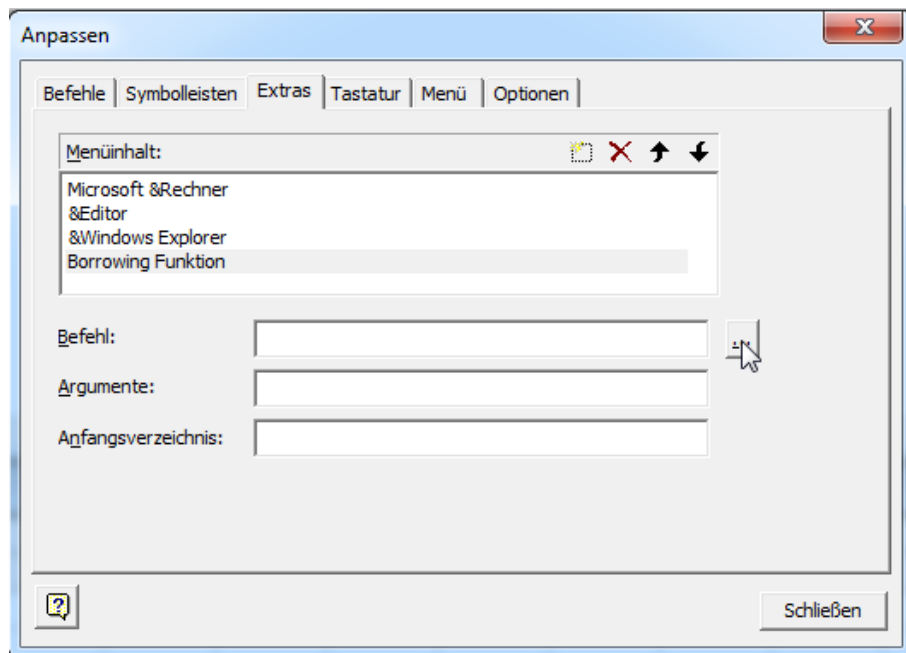 Anpassen
Befehle Symbolleisten Extras Tastatur Menü Optionen
Menüinhalt:
Microsoft &Rechner
&Editor
&Windows Explorer
Borrowing Funktion
Befehl:
...
Argumente:
Anfangsverzeichnis:
Schließen